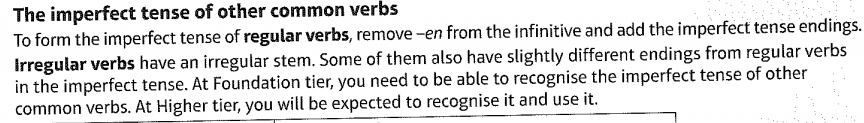 The imperfect tense of other common verbs
To form the imperfect tense of regular verbs, remove –en from the infinitive and add the imperfect tense endings.
Irregular verbs have an irregular stem. Some of them also have slightly different endings from regular verbs
in the imperfect tense. At Foundation tier, you need to be able to recognise the imperfect tense of other
common verbs. At Higher tier, you will be expected to recognise it and use it.